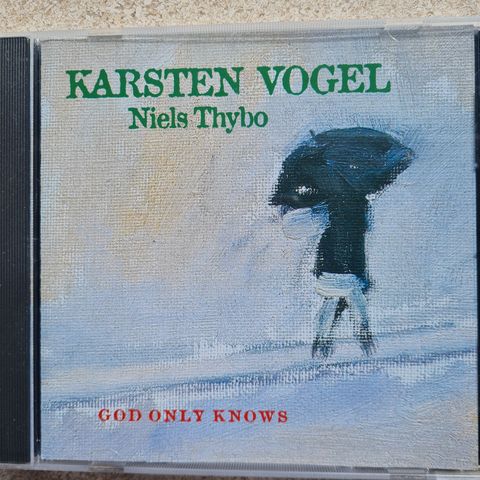 KARSTEN VOGEL
Niels Thybo
GOD ONLY KNOWS